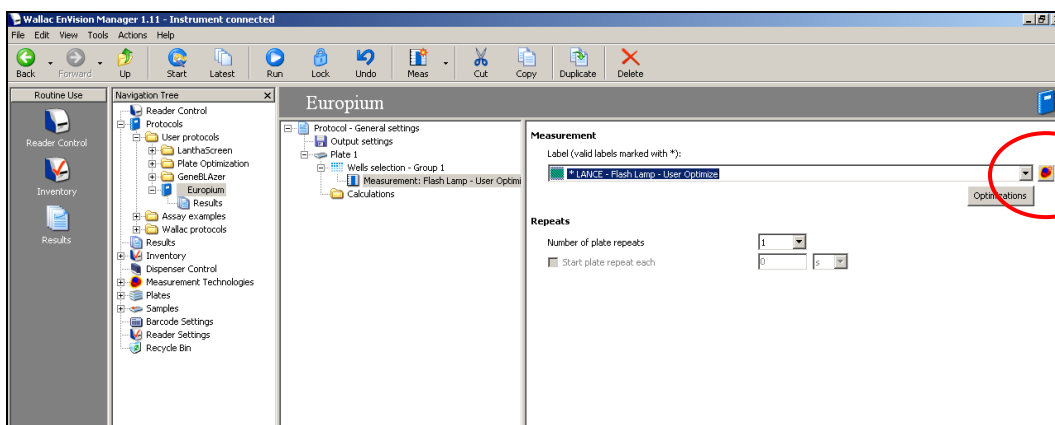 Wallac EnVision Manager 1.11 - Instrument connected
File Edit View Tools Actions Help
Back Forward Up Start Latest Run Lock Undo Meas Cut Copy Duplicate Delete
Routine Use
Reader Control
Inventory
Results
Navigation Tree
Reader Control
Protocols
User protocols
LanthaScreen
Plate Optimization
GeneBLAzer
Europium
Results
Assay examples
Wallac protocols
Results
Inventory
Dispenser Control
Measurement Technologies
Plates
Samples
Barcode Settings
Reader Settings
Recycle Bin
Europium
Protocol - General settings
Output settings
Plate 1
Wells selection - Group 1
Measurement: Flash Lamp - User Optimi
Calculations
Measurement
Label (valid labels marked with *):
* LANCE - Flash Lamp - User Optimize
Optimizations
Repeats
Number of plate repeats 1
Start plate repeat each 0 s